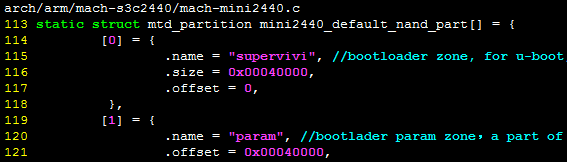 arch/arm/mach-s3c2440/mach-mini2440.c
113 static struct mtd_partition mini2440_default_nand_part[] = {
114 [0] = {
115 .name = "supervivi", //bootloader zone, for u-boot,
116 .size = 0x00040000,
117 .offset = 0,
118 },
119 [1] = {
120 .name = "param", //bootlader param zone，a part of
121 .offset = 0x00040000,